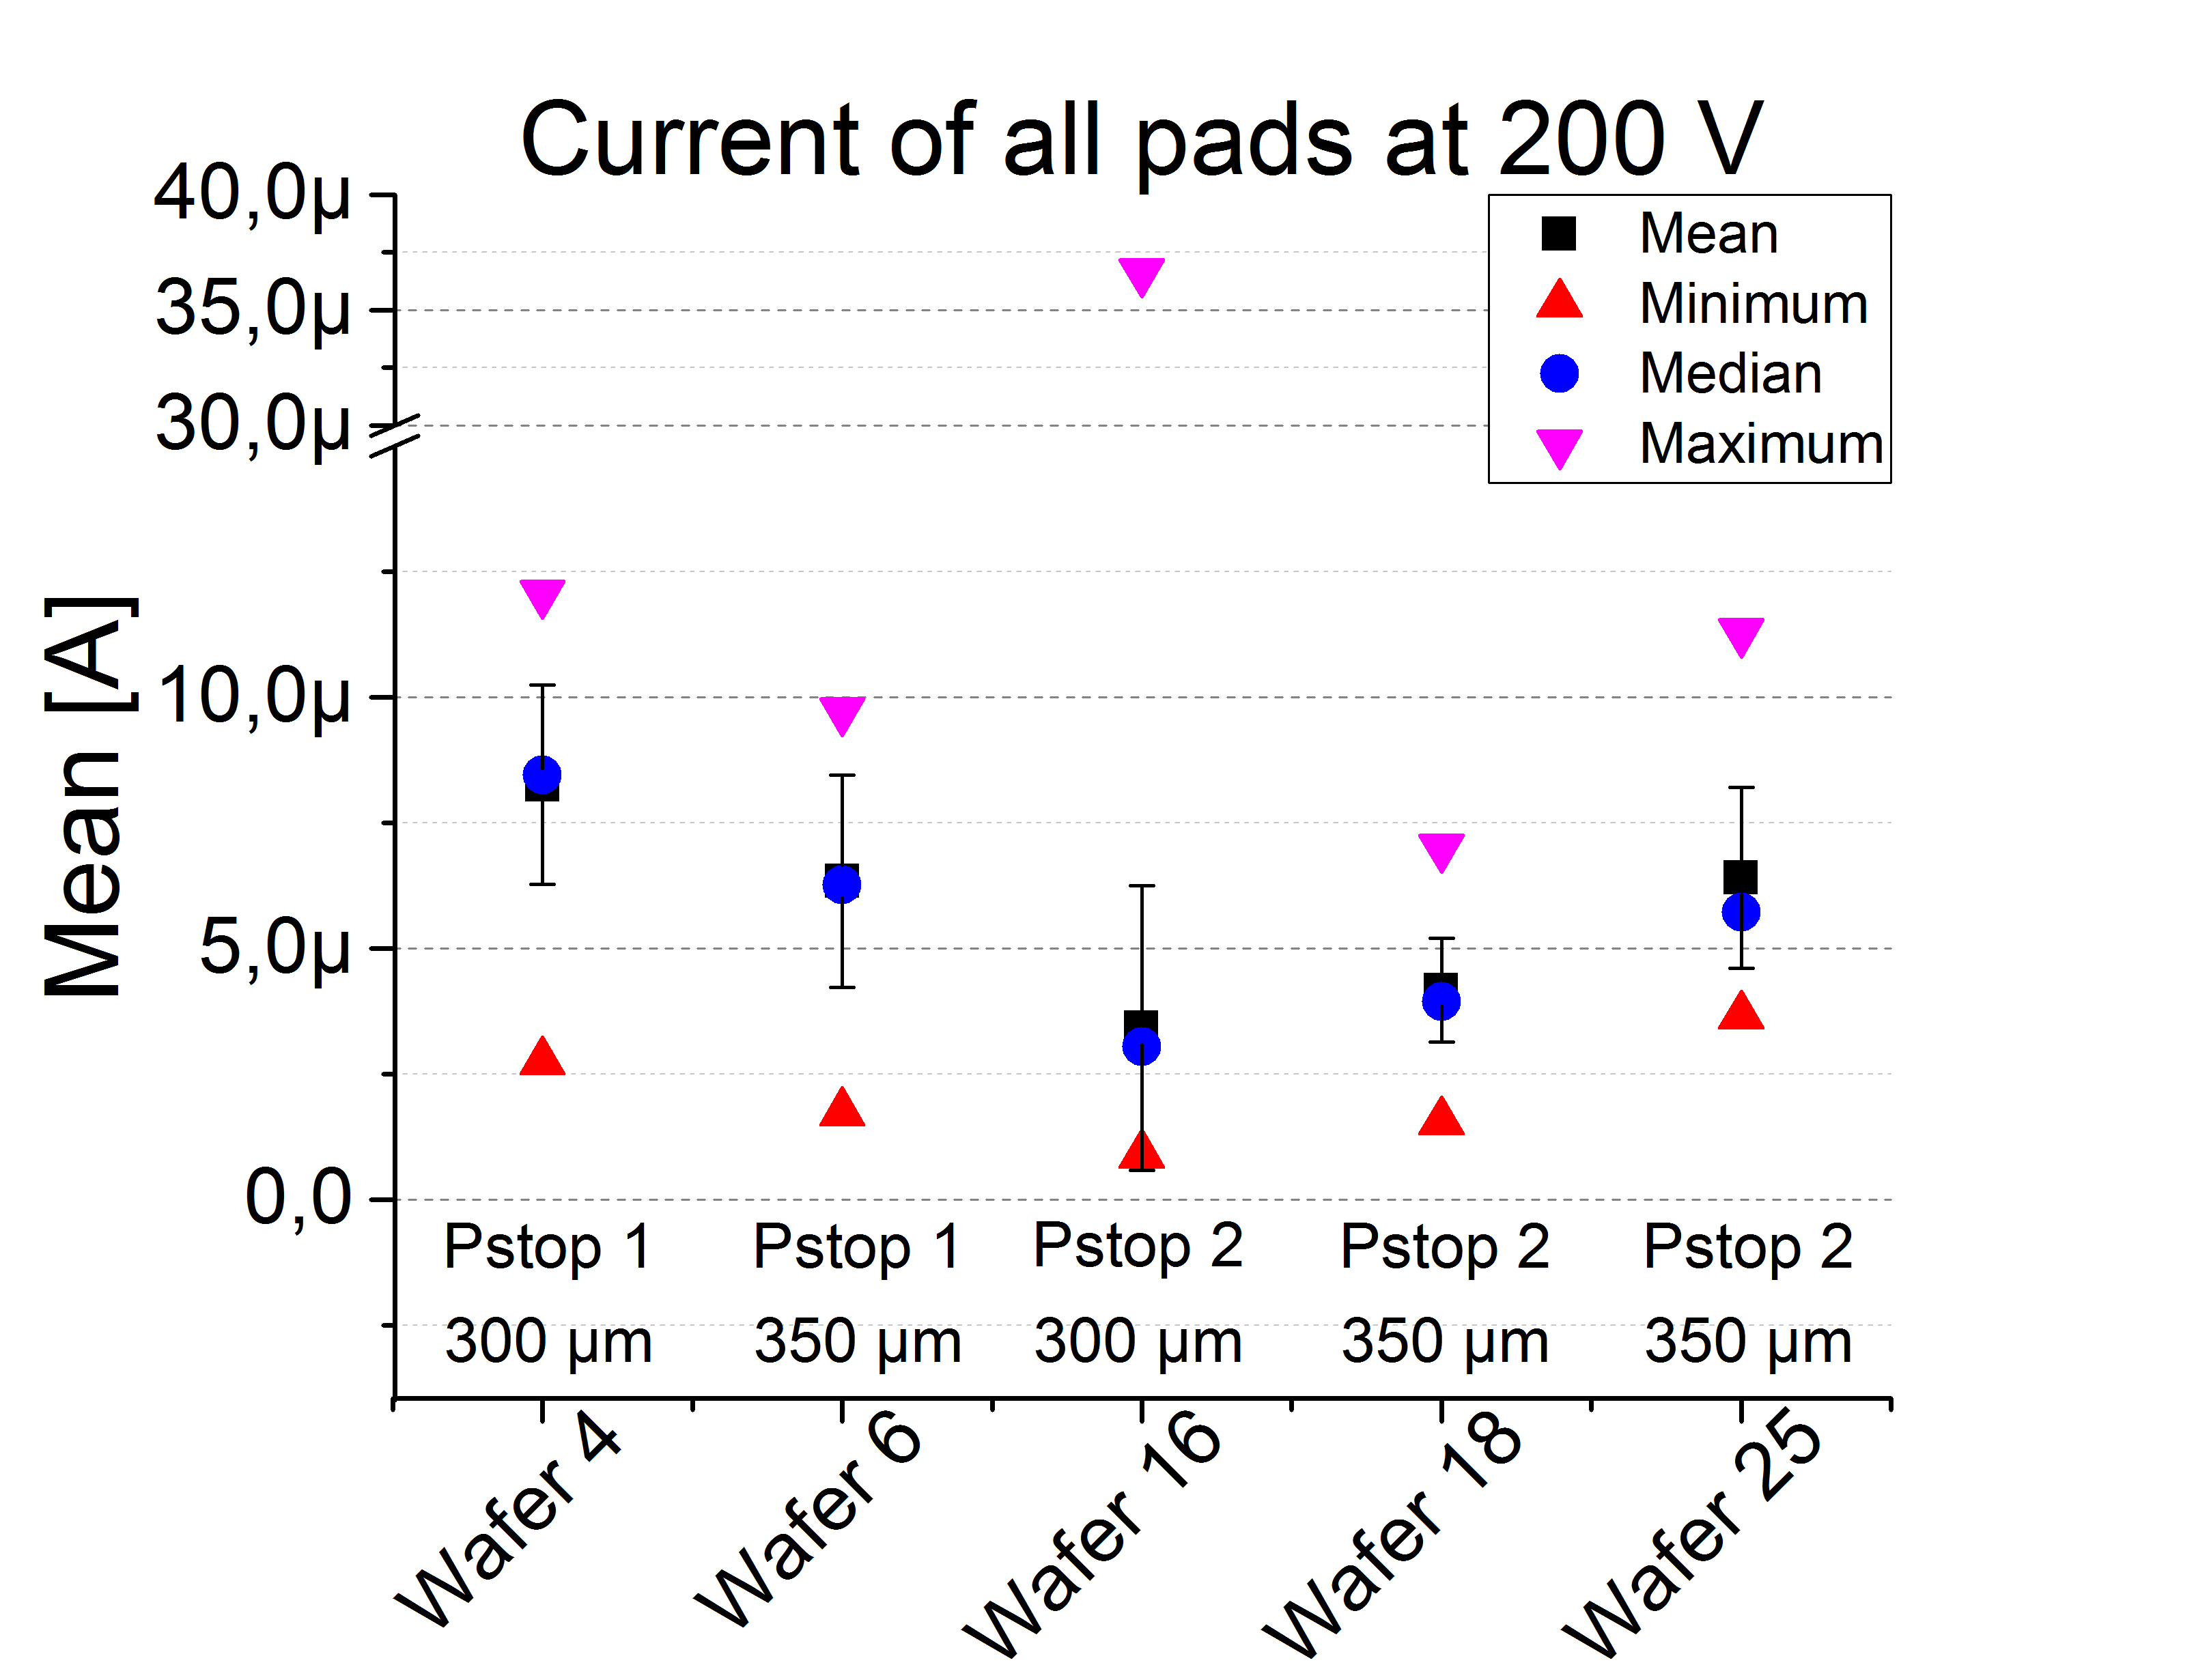 Current of all pads at 200 V
40,0µ
35,0µ
30,0µ
10,0µ
5,0µ
0,0
Mean [A]
Mean
Minimum
Median
Maximum
Pstop 1
300 µm
Pstop 1
350 µm
Pstop 2
300 µm
Pstop 2
350 µm
Pstop 2
350 µm
Wafer 4
Wafer 6
Wafer 16
Wafer 18
Wafer 25